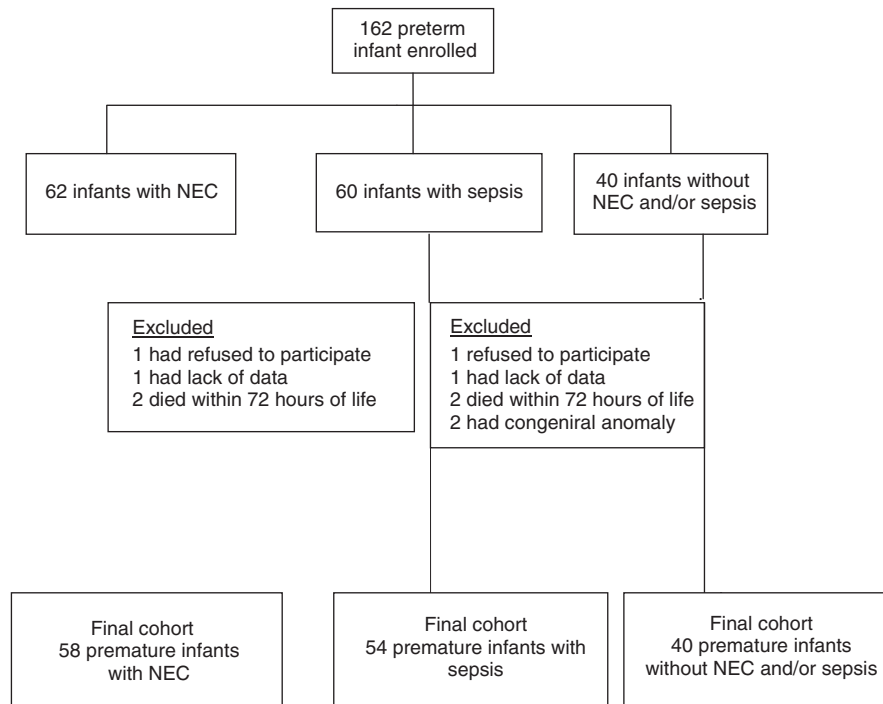 162 preterm
infant enrolled
62 infants with NEC
60 infants with sepsis
40 infants without
NEC and/or sepsis
Excluded
1 had refused to participate
1 had lack of data
2 died within 72 hours of life
Excluded
1 refused to participate
1 had lack of data
2 died within 72 hours of life
2 had congeniral anomaly
Final cohort
58 premature infants
with NEC
Final cohort
54 premature infants with
sepsis
Final cohort
40 premature infants
without NEC and/or sepsis